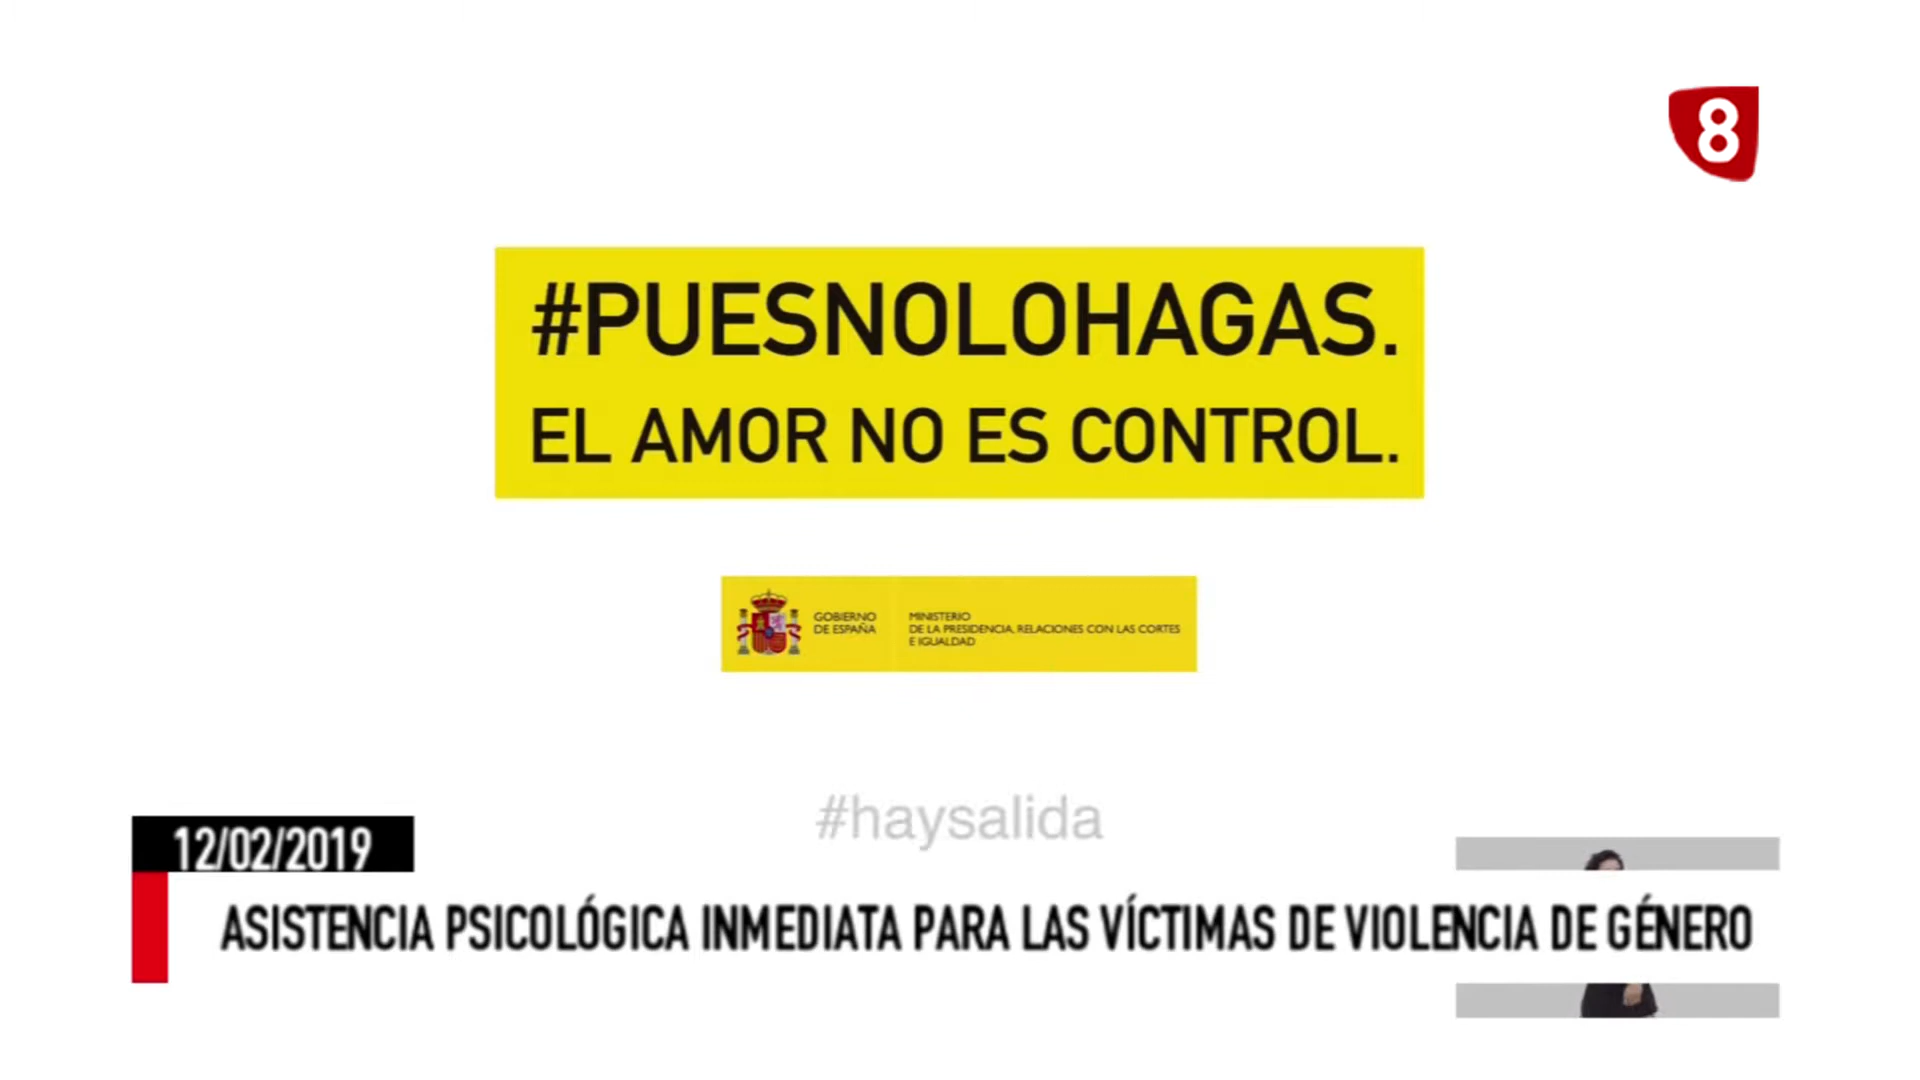 8
#PUESNOLOHAGAS.
EL AMOR NO ES CONTROL.
GOBIERNO
DE ESPAÑA
MINISTERIO
DE LA PRESIDENCIA, RELACIONES CON LAS CORTES
E IGUALDAD
#haysalida
12/02/2019
ASISTENCIA PSICOLÓGICA INMEDIATA PARA LAS VÍCTIMAS DE VIOLENCIA DE GÉNERO